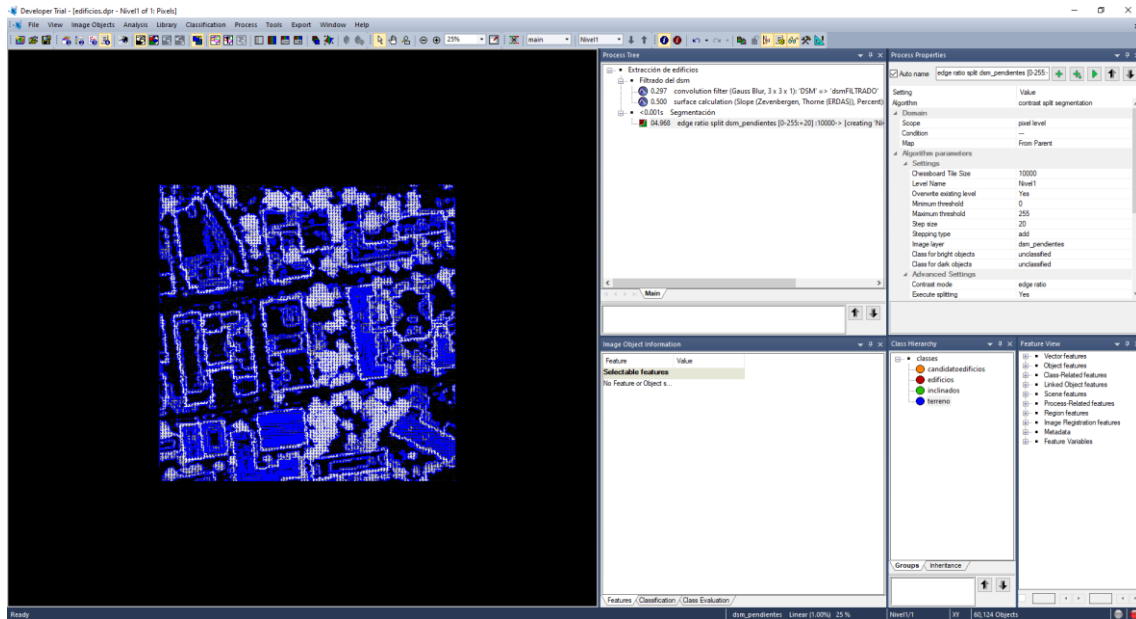 Developer Trial - [edificios.dpr - Nivel1 of 1: Pixels]
File View Image Objects Analysis Library Classification Process Tools Export Window Help
25% main Nivel1
Process Tree
Extracción de edificios
Filtrado del dsm
0.297 convolution filter (Gauss Blur, 3 x 3 x 1): 'DSM' => 'dsmFILTRADO'
0.500 surface calculation (Slope (Zevenbergen, Thorne (ERDAS)), Percent)
<0.001s Segmentación
04.968 edge ratio split dsm_pendientes [0-255:+20] :10000-> [creating 'Niv
Main
Process Properties
Auto name edge ratio split dsm_pendientes [0-255:-
Setting Value
Algorithm contrast split segmentation
Domain
Scope pixel level
Condition ---
Map From Parent
Algorithm parameters
Settings
Chessboard Tile Size 10000
Level Name Nivel1
Overwrite existing level Yes
Minimum threshold 0
Maximum threshold 255
Step size 20
Stepping type add
Image layer dsm_pendientes
Class for bright objects unclassified
Class for dark objects unclassified
Advanced Settings
Contrast mode edge ratio
Execute splitting Yes
Image Object Information
Feature Value
Selectable features
No Feature or Object s...
Features Classification Class Evaluation
Class Hierarchy
classes
candidatoedificios
edificios
inclinados
terreno
Groups Inheritance
Feature View
Vector features
Object features
Class-Related features
Linked Object features
Scene features
Process-Related features
Region features
Image Registration features
Metadata
Feature Variables
Ready dsm_pendientes Linear (1.00%) 25 % Nivel1/1 XY 60,124 Objects